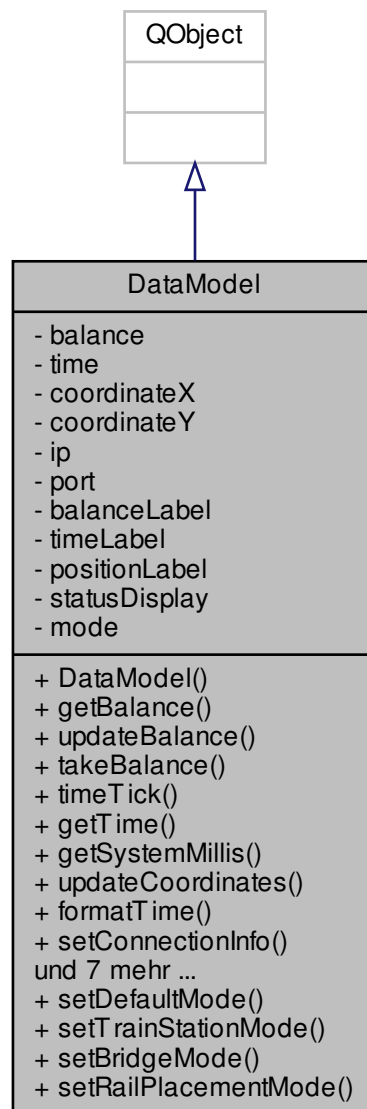 QObject
DataModel
- balance
- time
- coordinateX
- coordinateY
- ip
- port
- balanceLabel
- timeLabel
- positionLabel
- statusDisplay
- mode
+ DataModel()
+ getBalance()
+ updateBalance()
+ takeBalance()
+ timeTick()
+ getTime()
+ getSystemMillis()
+ updateCoordinates()
+ formatTime()
+ setConnectionInfo()
und 7 mehr ...
+ setDefaultMode()
+ setTrainStationMode()
+ setBridgeMode()
+ setRailPlacementMode()